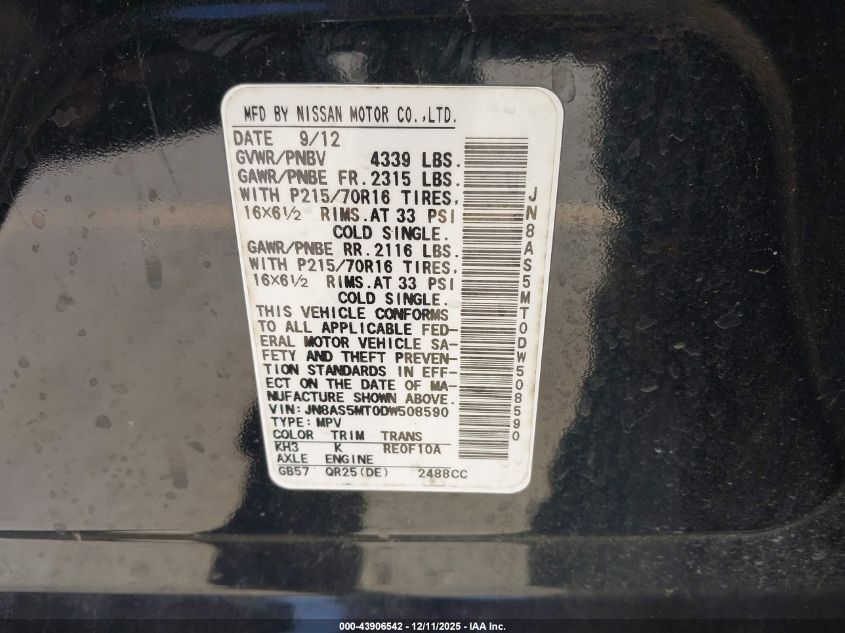 MFD BY NISSAN MOTOR CO.,LTD.
DATE 9/12
GVWR/PNBV 4339 LBS.
GAWR/PNBE FR.2315 LBS.
WITH P215/70R16 TIRES,
16X6½ RIMS.AT 33 PSI
COLD SINGLE.
GAWR/PNBE RR.2116 LBS.
WITH P215/70R16 TIRES,
16X6½ RIMS.AT 33 PSI
COLD SINGLE.
THIS VEHICLE CONFORMS
TO ALL APPLICABLE FED-
ERAL MOTOR VEHICLE SA-
FETY AND THEFT PREVEN-
TION STANDARDS IN EFF-
ECT ON THE DATE OF MA-
NUFACTURE SHOWN ABOVE.
VIN: JN8AS5MT0DW508590
TYPE: MPV
COLOR TRIM TRANS
KH3 K RE0F10A
AXLE ENGINE
GB57 QR25(DE) 2488CC
JN8AS5MT0DW508590
000-43906542 - 12/11/2025 - IAA Inc.